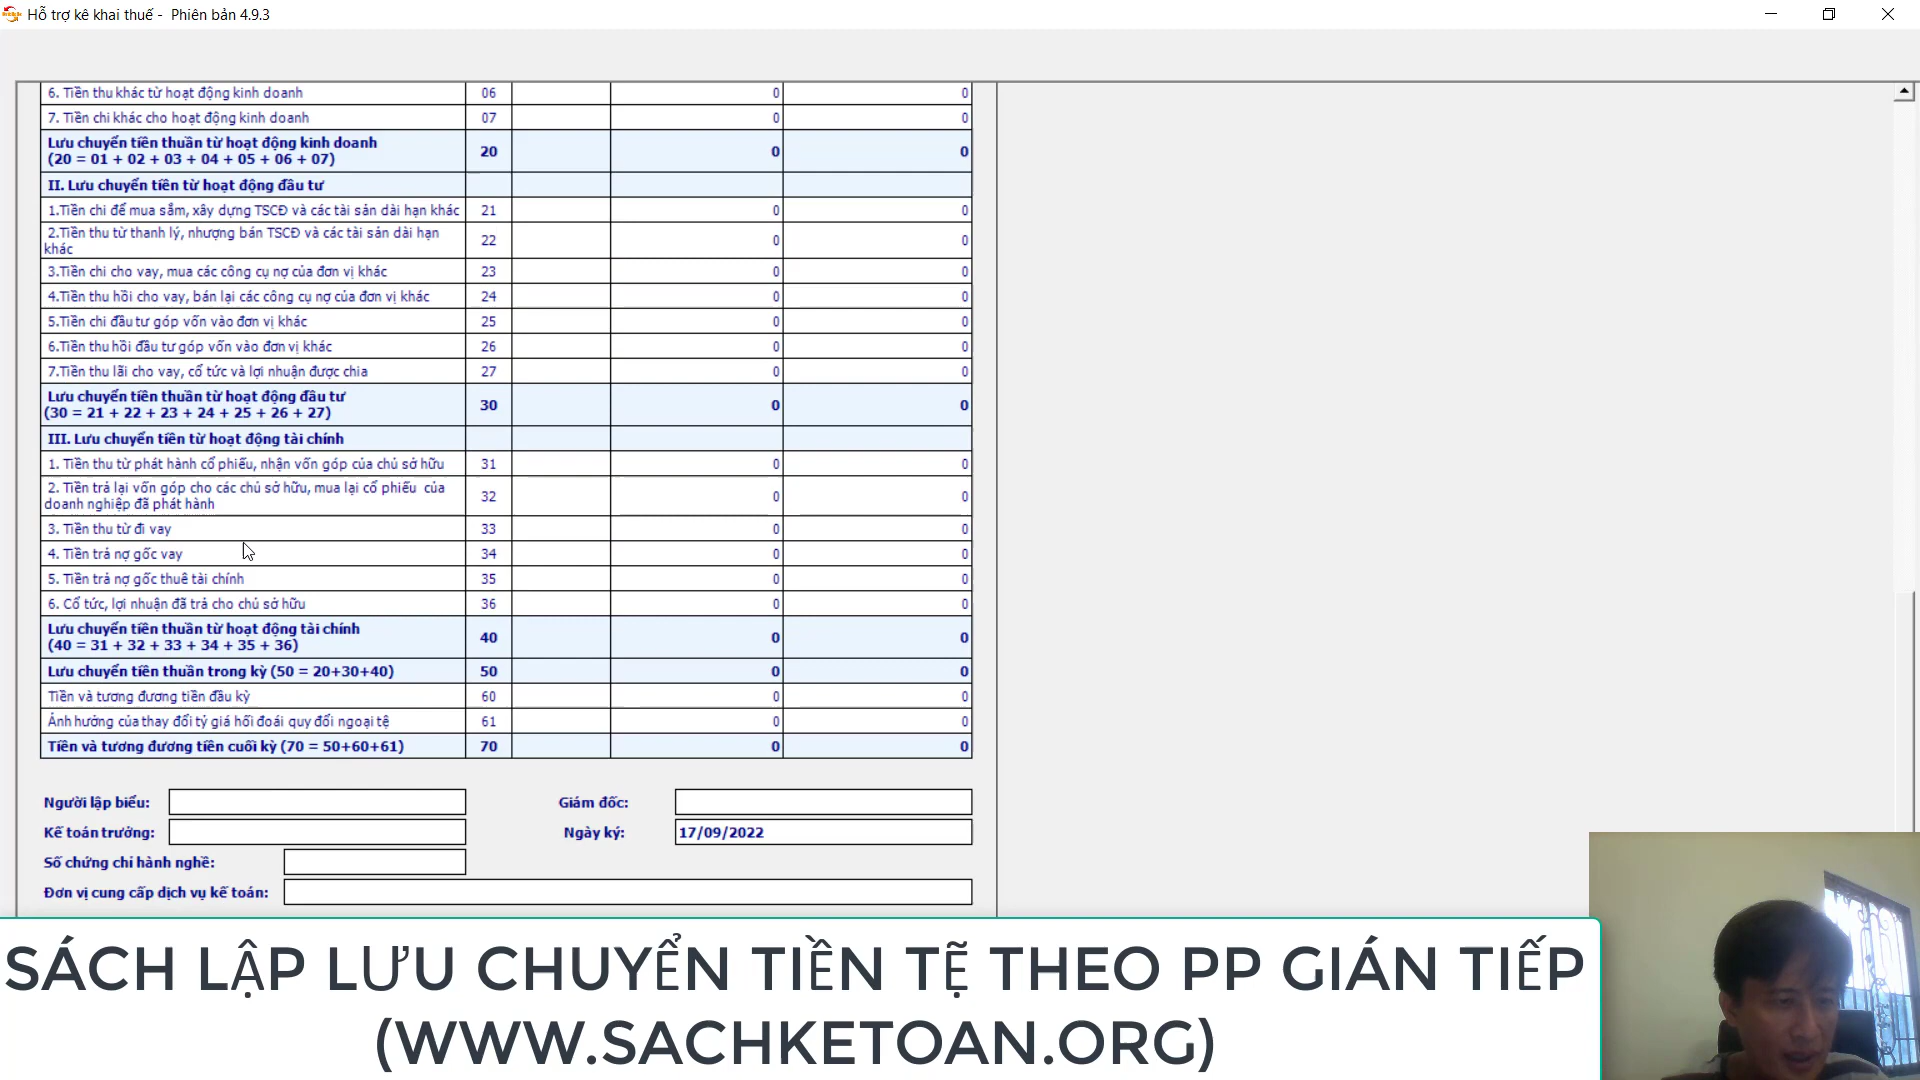 Hỗ trợ kê khai thuế - Phiên bản 4.9.3
6. Tiền thu khác từ hoạt động kinh doanh 06 0 0
7. Tiền chi khác cho hoạt động kinh doanh 07 0 0
Lưu chuyển tiền thuần từ hoạt động kinh doanh
(20 = 01 + 02 + 03 + 04 + 05 + 06 + 07) 20 0 0
II. Lưu chuyển tiền từ hoạt động đầu tư
1.Tiền chi để mua sắm, xây dựng TSCĐ và các tài sản dài hạn khác 21 0 0
2.Tiền thu từ thanh lý, nhượng bán TSCĐ và các tài sản dài hạn
khác 22 0 0
3.Tiền chi cho vay, mua các công cụ nợ của đơn vị khác 23 0 0
4.Tiền thu hồi cho vay, bán lại các công cụ nợ của đơn vị khác 24 0 0
5.Tiền chi đầu tư góp vốn vào đơn vị khác 25 0 0
6.Tiền thu hồi đầu tư góp vốn vào đơn vị khác 26 0 0
7.Tiền thu lãi cho vay, cổ tức và lợi nhuận được chia 27 0 0
Lưu chuyển tiền thuần từ hoạt động đầu tư
(30 = 21 + 22 + 23 + 24 + 25 + 26 + 27) 30 0 0
III. Lưu chuyển tiền từ hoạt động tài chính
1. Tiền thu từ phát hành cổ phiếu, nhận vốn góp của chủ sở hữu 31 0 0
2. Tiền trả lại vốn góp cho các chủ sở hữu, mua lại cổ phiếu của
doanh nghiệp đã phát hành 32 0 0
3. Tiền thu từ đi vay 33 0 0
4. Tiền trả nợ gốc vay 34 0 0
5. Tiền trả nợ gốc thuê tài chính 35 0 0
6. Cổ tức, lợi nhuận đã trả cho chủ sở hữu 36 0 0
Lưu chuyển tiền thuần từ hoạt động tài chính
(40 = 31 + 32 + 33 + 34 + 35 + 36) 40 0 0
Lưu chuyển tiền thuần trong kỳ (50 = 20+30+40) 50 0 0
Tiền và tương đương tiền đầu kỳ 60 0 0
Ảnh hưởng của thay đổi tỷ giá hối đoái quy đổi ngoại tệ 61 0 0
Tiền và tương đương tiền cuối kỳ (70 = 50+60+61) 70 0 0
Người lập biểu: Giám đốc:
Kế toán trưởng: Ngày ký: 17/09/2022
Số chứng chỉ hành nghề:
Đơn vị cung cấp dịch vụ kế toán:
SÁCH LẬP LƯU CHUYỂN TIỀN TỆ THEO PP GIÁN TIẾP
(WWW.SACHKETOAN.ORG)